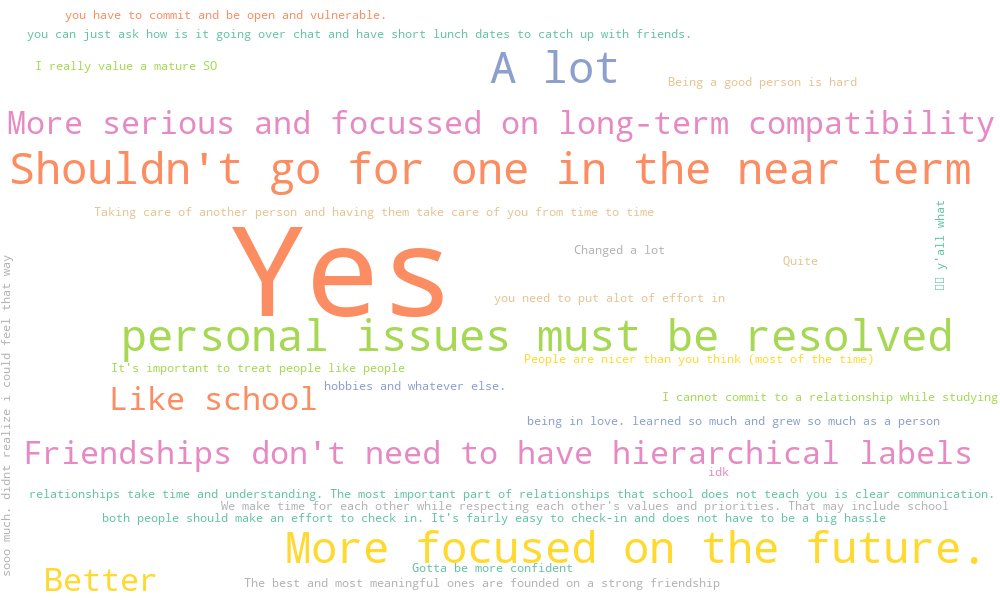 you have to commit and be open and vulnerable.
you can just ask how is it going over chat and have short lunch dates to catch up with friends.
I really value a mature SO
A lot
Being a good person is hard
More serious and focussed on long-term compatibility
Shouldn't go for one in the near term
Taking care of another person and having them take care of you from time to time
y'all what
Yes
Changed a lot
Quite
you need to put alot of effort in
personal issues must be resolved
People are nicer than you think (most of the time)
It's important to treat people like people
hobbies and whatever else.
Like school
I cannot commit to a relationship while studying
being in love. learned so much and grew so much as a person
sooo much. didnt realize i could feel that way
Friendships don't need to have hierarchical labels
idk
relationships take time and understanding. The most important part of relationships that school does not teach you is clear communication.
We make time for each other while respecting each other's values and priorities. That may include school
both people should make an effort to check in. It's fairly easy to check-in and does not have to be a big hassle
More focused on the future.
Gotta be more confident
Better
The best and most meaningful ones are founded on a strong friendship